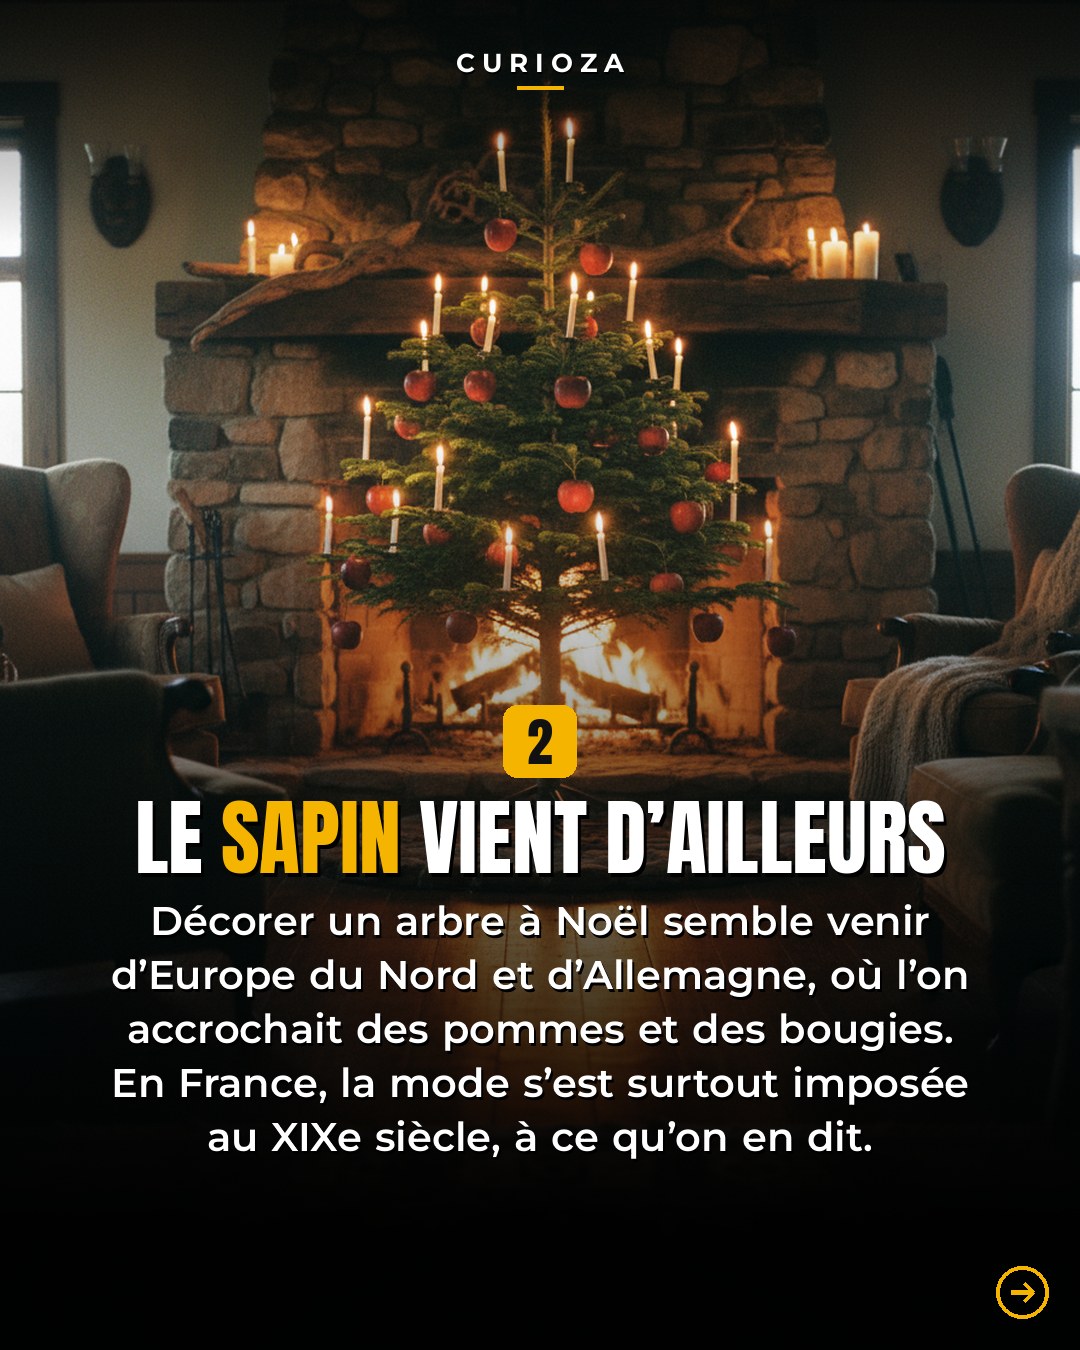 CURIOZA
2
LE SAPIN VIENT D’AILLEURS
Décorer un arbre à Noël semble venir
d’Europe du Nord et d’Allemagne, où l’on
accrochait des pommes et des bougies.
En France, la mode s’est surtout imposée
au XIXe siècle, à ce qu’on en dit.